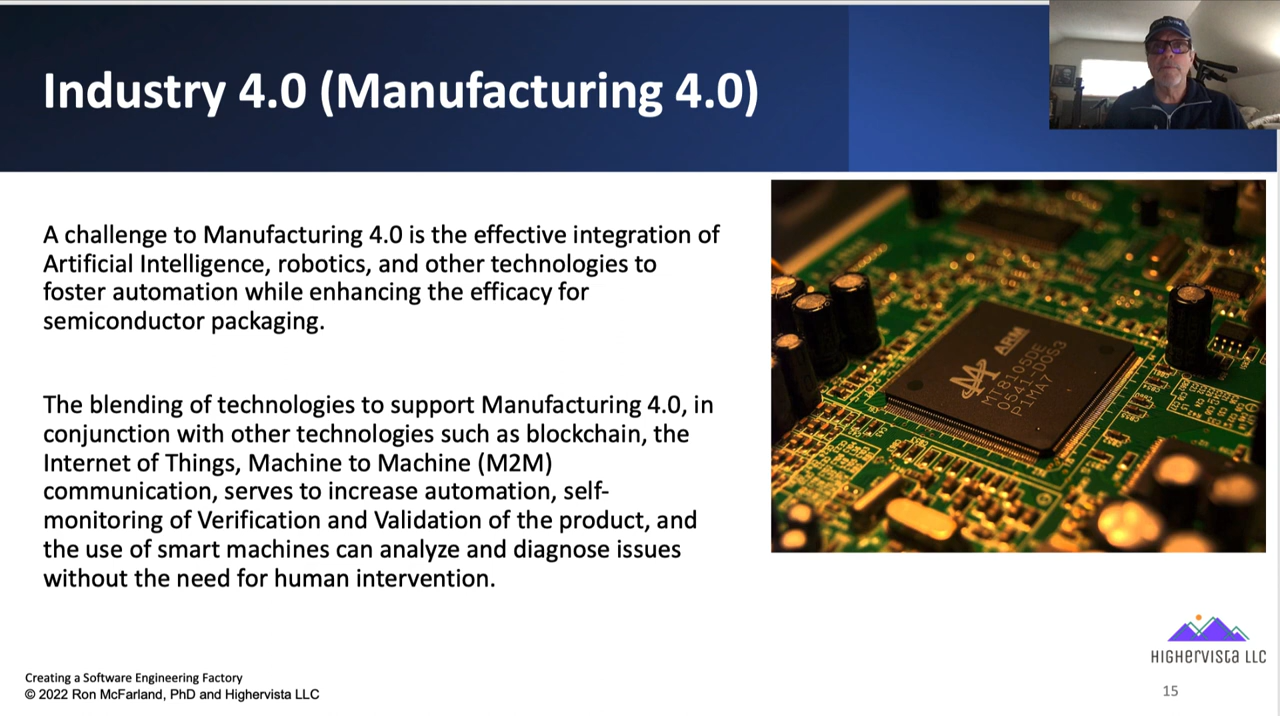 Industry 4.0 (Manufacturing 4.0)
A challenge to Manufacturing 4.0 is the effective integration of
Artificial Intelligence, robotics, and other technologies to
foster automation while enhancing the efficacy for
semiconductor packaging.
The blending of technologies to support Manufacturing 4.0, in
conjunction with other technologies such as blockchain, the
Internet of Things, Machine to Machine (M2M)
communication, serves to increase automation, self-
monitoring of Verification and Validation of the product, and
the use of smart machines can analyze and diagnose issues
without the need for human intervention.
ARM
M18105DE
0541-DOS3
P1MA7
HIGHERVISTA LLC
Creating a Software Engineering Factory
© 2022 Ron McFarland, PhD and Highervista LLC
15